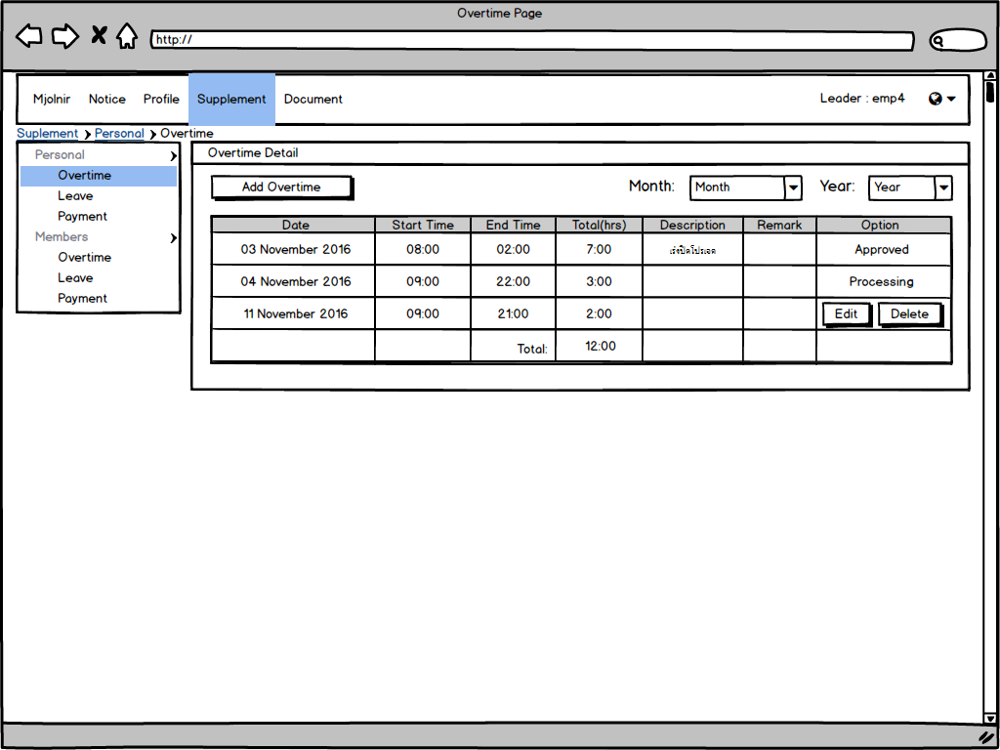 Overtime Page
http://
Mjolnir Notice Profile Supplement Document Leader : emp4
Suplement Personal Overtime
Personal
Overtime
Leave
Payment
Members
Overtime
Leave
Payment
Overtime Detail
Add Overtime Month: Month Year: Year
Date Start Time End Time Total(hrs) Description Remark Option
03 November 2016 08:00 02:00 7:00 เร่งปิดโปรเจค Approved
04 November 2016 09:00 22:00 3:00 Processing
11 November 2016 09:00 21:00 2:00 Edit Delete
Total: 12:00